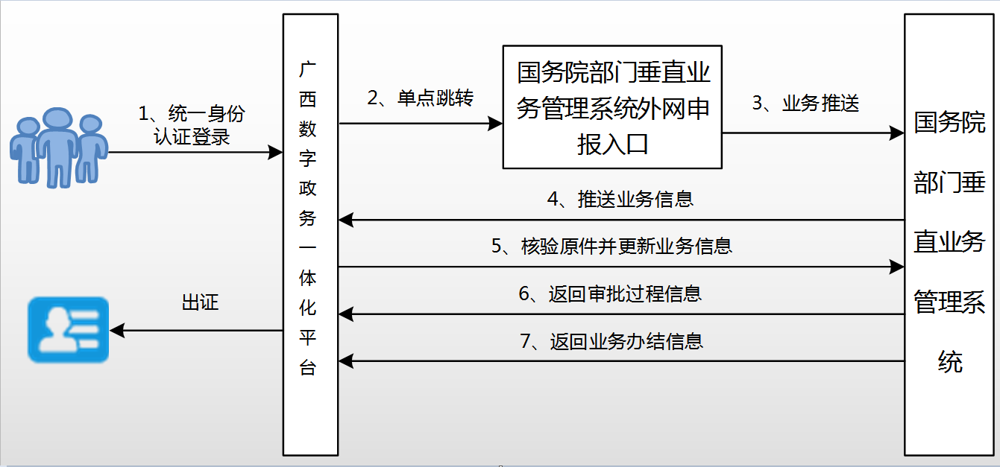 1、统一身份
认证登录
广
西
数
字
政
务
一
体
化
平
台
2、单点跳转
国务院部门垂直业
务管理系统外网申
报入口
3、业务推送
4、推送业务信息
5、核验原件并更新业务信息
6、返回审批过程信息
7、返回业务办结信息
国务院
部门垂
直业务
管理系
统
出证